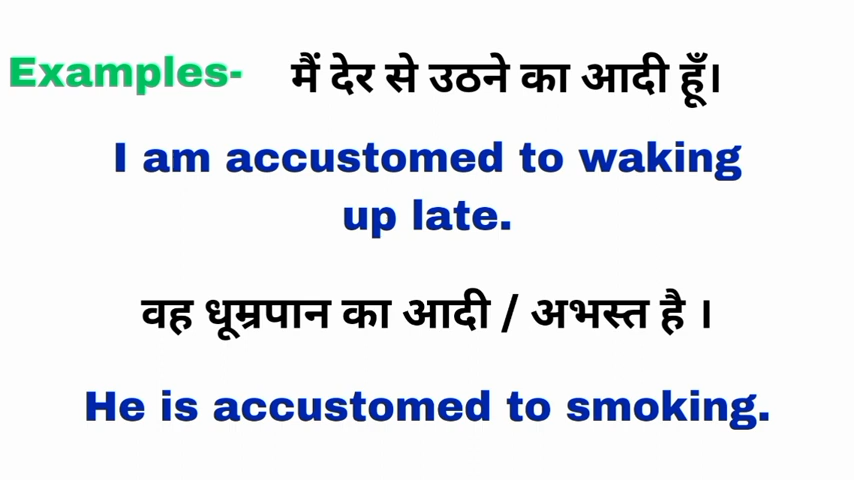 Examples- मैं देर से उठने का आदी हूँ।
I am accustomed to waking
up late.
वह धूम्रपान का आदी / अभस्त है ।
He is accustomed to smoking.